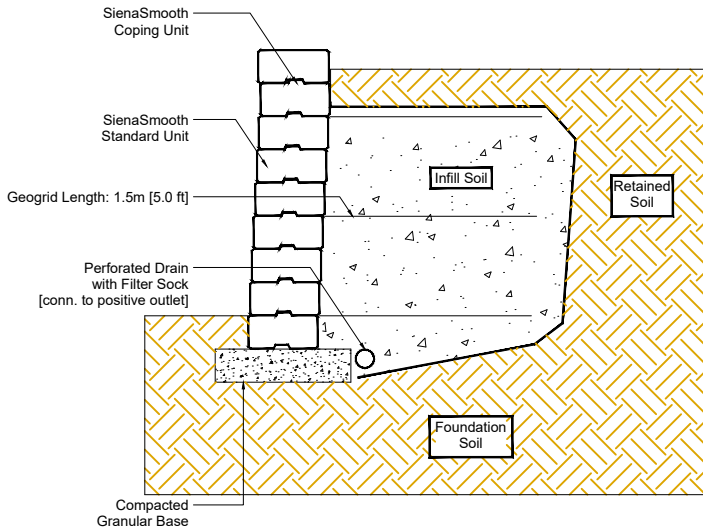 SienaSmooth
Coping Unit
SienaSmooth
Standard Unit
Infill Soil
Retained
Soil
Geogrid Length: 1.5m [5.0 ft]
Perforated Drain
with Filter Sock
[conn. to positive outlet]
Foundation
Soil
Compacted
Granular Base